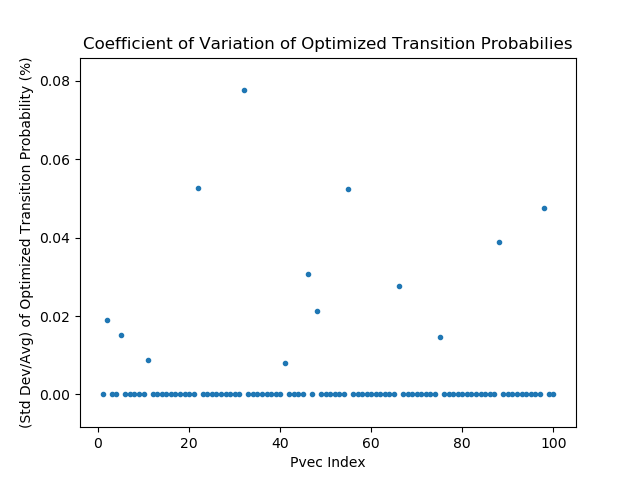 Coefficient of Variation of Optimized Transition Probabilies
(Std Dev/Avg) of Optimized Transition Probability (%)
0.08
0.06
0.04
0.02
0.00
0 20 40 60 80 100
Pvec Index